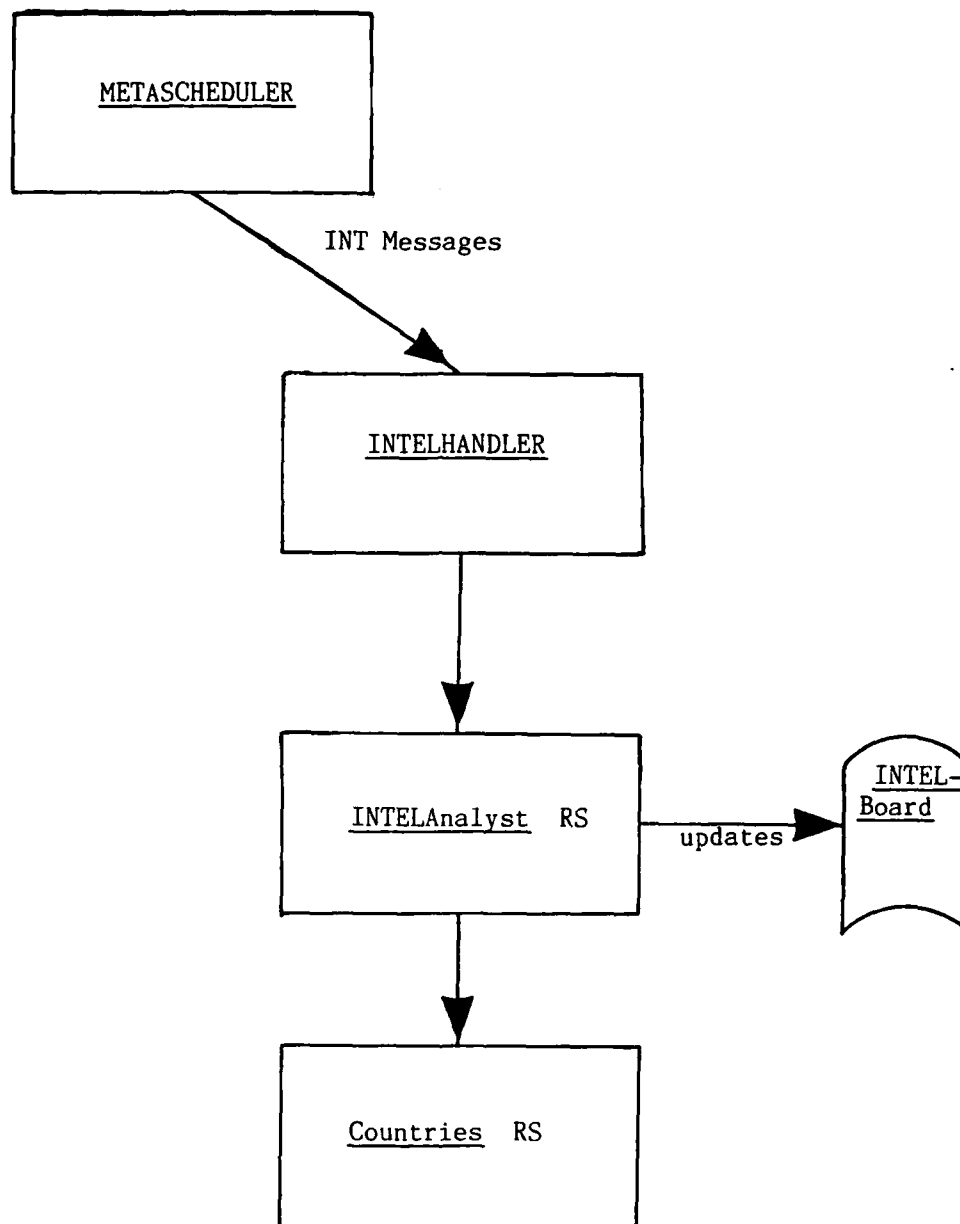 METASCHEDULER
INT Messages
INTELHANDLER
INTELAnalyst RS
updates
INTEL-
Board
Countries RS